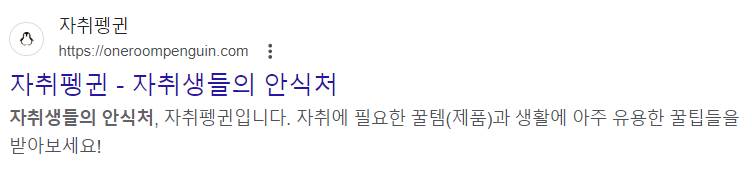 자취펭귄
https://oneroompenguin.com
자취펭귄 - 자취생들의 안식처
자취생들의 안식처, 자취펭귄입니다. 자취에 필요한 꿀템(제품)과 생활에 아주 유용한 꿀팁들을
받아보세요!